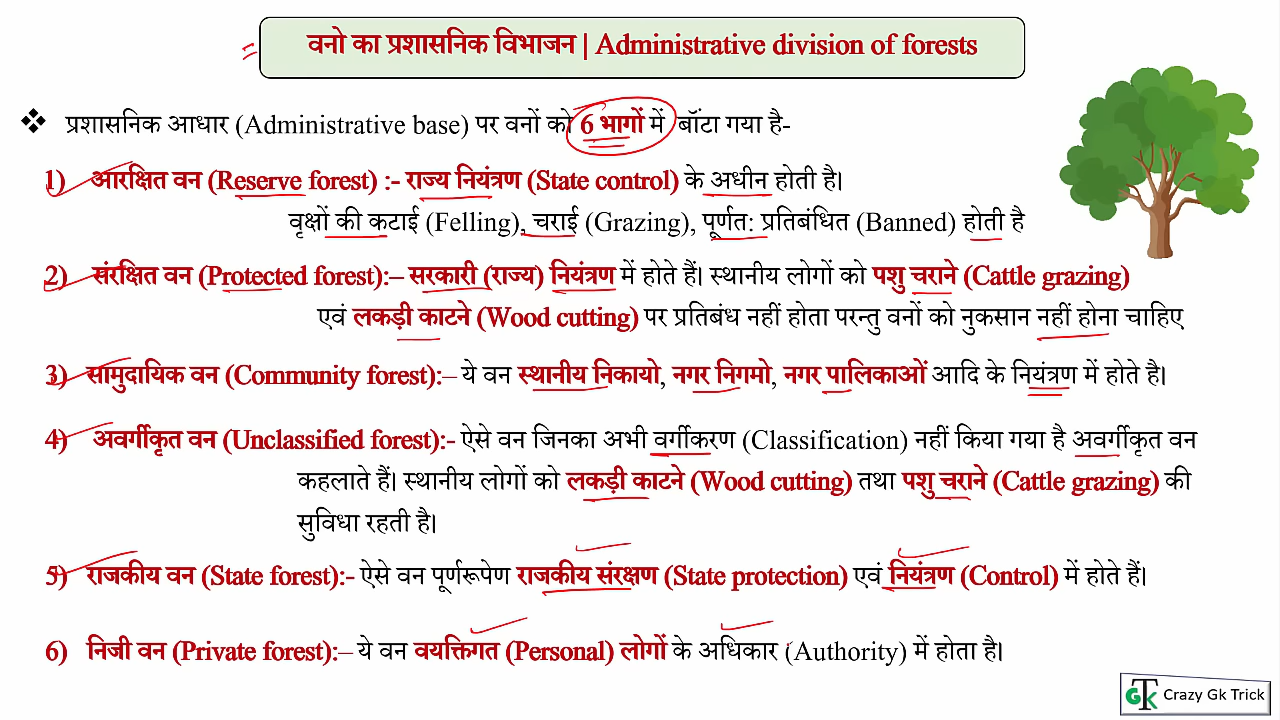 वनो का प्रशासनिक विभाजन | Administrative division of forests
❖ प्रशासनिक आधार (Administrative base) पर वनों को 6 भागों में बॉंटा गया है-
1) आरक्षित वन (Reserve forest) :- राज्य नियंत्रण (State control) के अधीन होती है।
वृक्षों की कटाई (Felling), चराई (Grazing), पूर्णत: प्रतिबंधित (Banned) होती है
2) संरक्षित वन (Protected forest):– सरकारी (राज्य) नियंत्रण में होते हैं। स्थानीय लोगों को पशु चराने (Cattle grazing)
एवं लकड़ी काटने (Wood cutting) पर प्रतिबंध नहीं होता परन्तु वनों को नुकसान नहीं होना चाहिए
3) सामुदायिक वन (Community forest):– ये वन स्थानीय निकायो, नगर निगमो, नगर पालिकाओं आदि के नियंत्रण में होते है।
4) अवर्गीकृत वन (Unclassified forest):- ऐसे वन जिनका अभी वर्गीकरण (Classification) नहीं किया गया है अवर्गीकृत वन
कहलाते हैं। स्थानीय लोगों को लकड़ी काटने (Wood cutting) तथा पशु चराने (Cattle grazing) की
सुविधा रहती है।
5) राजकीय वन (State forest):- ऐसे वन पूर्णरूपेण राजकीय संरक्षण (State protection) एवं नियंत्रण (Control) में होते हैं।
6) निजी वन (Private forest):– ये वन वयक्तिगत (Personal) लोगों के अधिकार (Authority) में होता है।
GTK Crazy Gk Trick